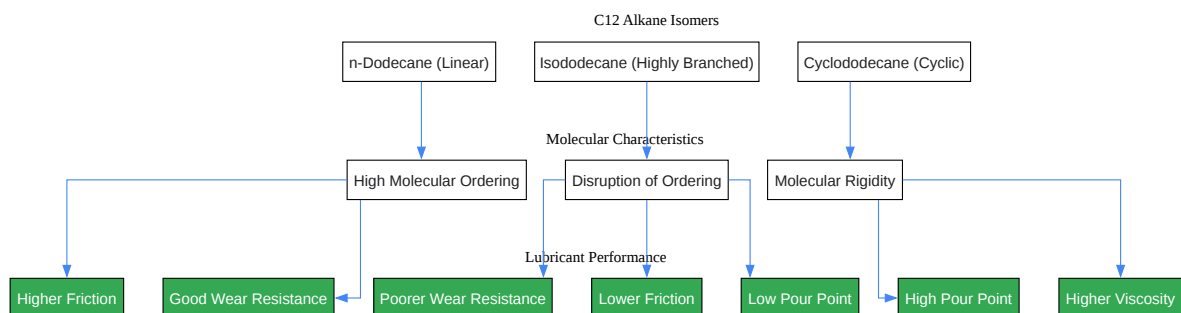 C12 Alkane Isomers
n-Dodecane (Linear)
Isododecane (Highly Branched)
Cyclododecane (Cyclic)
Molecular Characteristics
High Molecular Ordering
Disruption of Ordering
Molecular Rigidity
Lubricant Performance
Higher Friction
Good Wear Resistance
Poorer Wear Resistance
Lower Friction
Low Pour Point
High Pour Point
Higher Viscosity